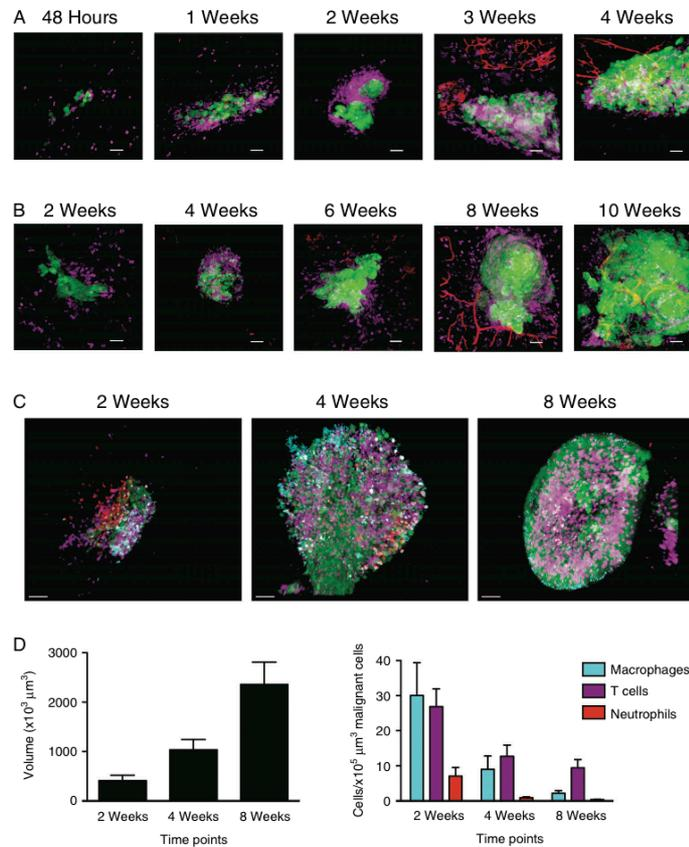 A
48 Hours
1 Weeks
2 Weeks
3 Weeks
4 Weeks
B
2 Weeks
4 Weeks
6 Weeks
8 Weeks
10 Weeks
C
2 Weeks
4 Weeks
8 Weeks
D
Volume (x10³ µm³)
3000
2000
1000
0
2 Weeks
4 Weeks
8 Weeks
Time points
Cells/x10⁵ µm³ malignant cells
40
30
20
10
0
2 Weeks
4 Weeks
8 Weeks
Time points
Macrophages
T cells
Neutrophils